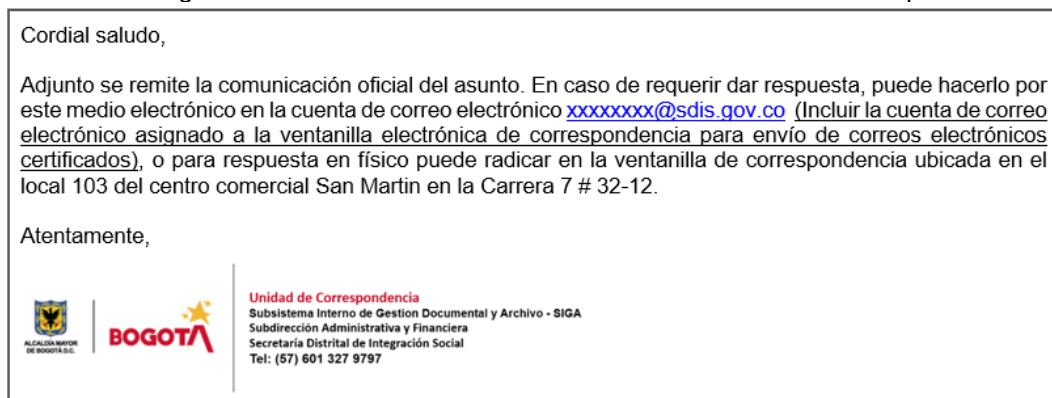 Cordial saludo,
Adjunto se remite la comunicación oficial del asunto. En caso de requerir dar respuesta, puede hacerlo por
este medio electrónico en la cuenta de correo electrónico xxxxxxxx@sdis.gov.co (Incluir la cuenta de correo
electrónico asignado a la ventanilla electrónica de correspondencia para envío de correos electrónicos
certificados), o para respuesta en físico puede radicar en la ventanilla de correspondencia ubicada en el
local 103 del centro comercial San Martin en la Carrera 7 # 32-12.
Atentamente,
ALCALDÍA MAYOR
DE BOGOTÁ D.C.
BOGOTÁ
Unidad de Correspondencia
Subsistema Interno de Gestion Documental y Archivo - SIGA
Subdirección Administrativa y Financiera
Secretaría Distrital de Integración Social
Tel: (57) 601 327 9797